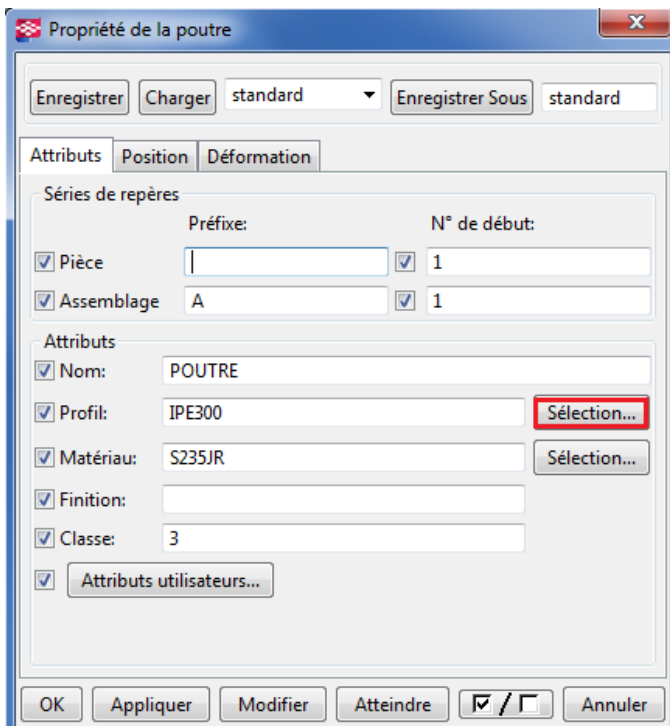 Propriété de la poutre
Enregistrer Charger standard Enregistrer Sous standard
Attributs Position Déformation
Séries de repères
Préfixe: N° de début:
Pièce 1
Assemblage A 1
Attributs
Nom: POUTRE
Profil: IPE300 Sélection...
Matériau: S235JR Sélection...
Finition:
Classe: 3
Attributs utilisateurs...
OK Appliquer Modifier Atteindre / Annuler